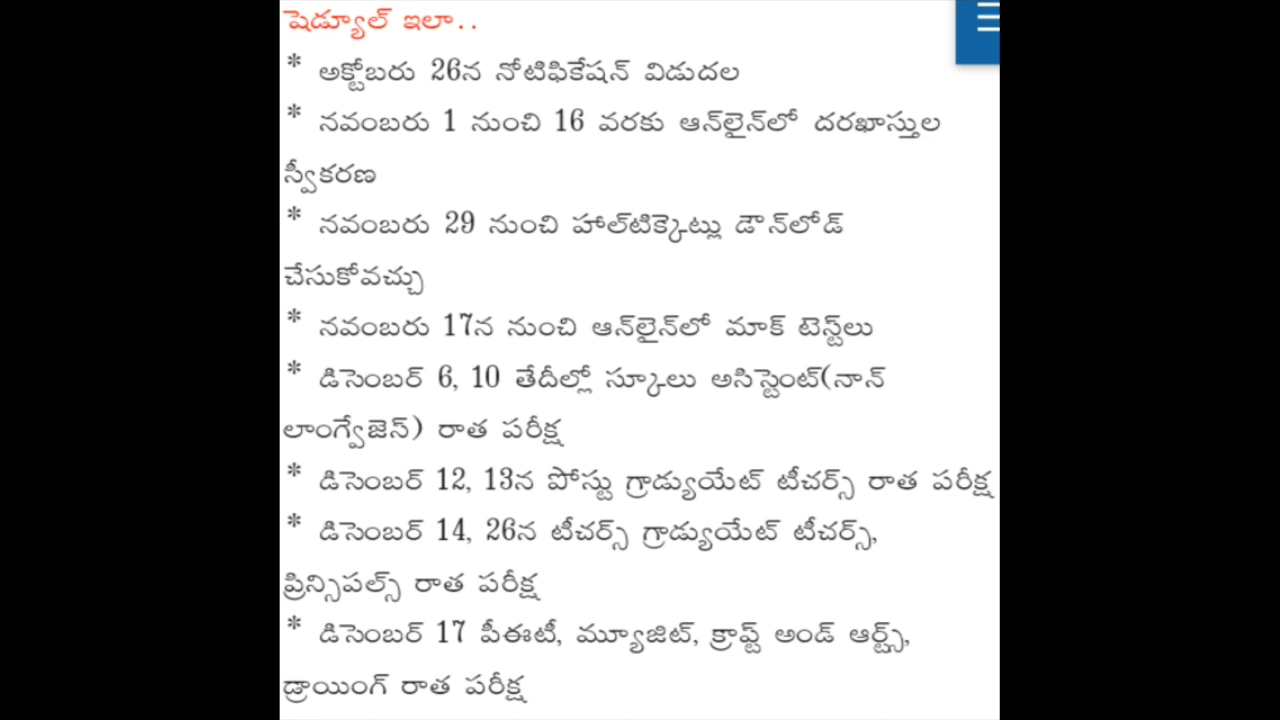 షెడ్యూల్ ఇలా..
* అక్టోబరు 26న నోటిఫికేషన్ విడుదల
* నవంబరు 1 నుంచి 16 వరకు ఆన్‌లైన్‌లో దరఖాస్తుల
స్వీకరణ
* నవంబరు 29 నుంచి హాల్‌టిక్కెట్లు డౌన్‌లోడ్
చేసుకోవచ్చు
* నవంబరు 17న నుంచి ఆన్‌లైన్‌లో మాక్ టెస్ట్‌లు
* డిసెంబర్ 6, 10 తేదీల్లో స్కూలు అసిస్టెంట్(నాన్
లాంగ్వేజెస్) రాత పరీక్ష
* డిసెంబర్ 12, 13న పోస్టు గ్రాడ్యుయేట్ టీచర్స్ రాత పరీక్ష
* డిసెంబర్ 14, 26న టీచర్స్ గ్రాడ్యుయేట్ టీచర్స్,
ప్రిన్సిపల్స్ రాత పరీక్ష
* డిసెంబర్ 17 పీఈటీ, మ్యూజిట్, క్రాప్ట్ అండ్ ఆర్ట్స్,
డ్రాయింగ్ రాత పరీక్ష